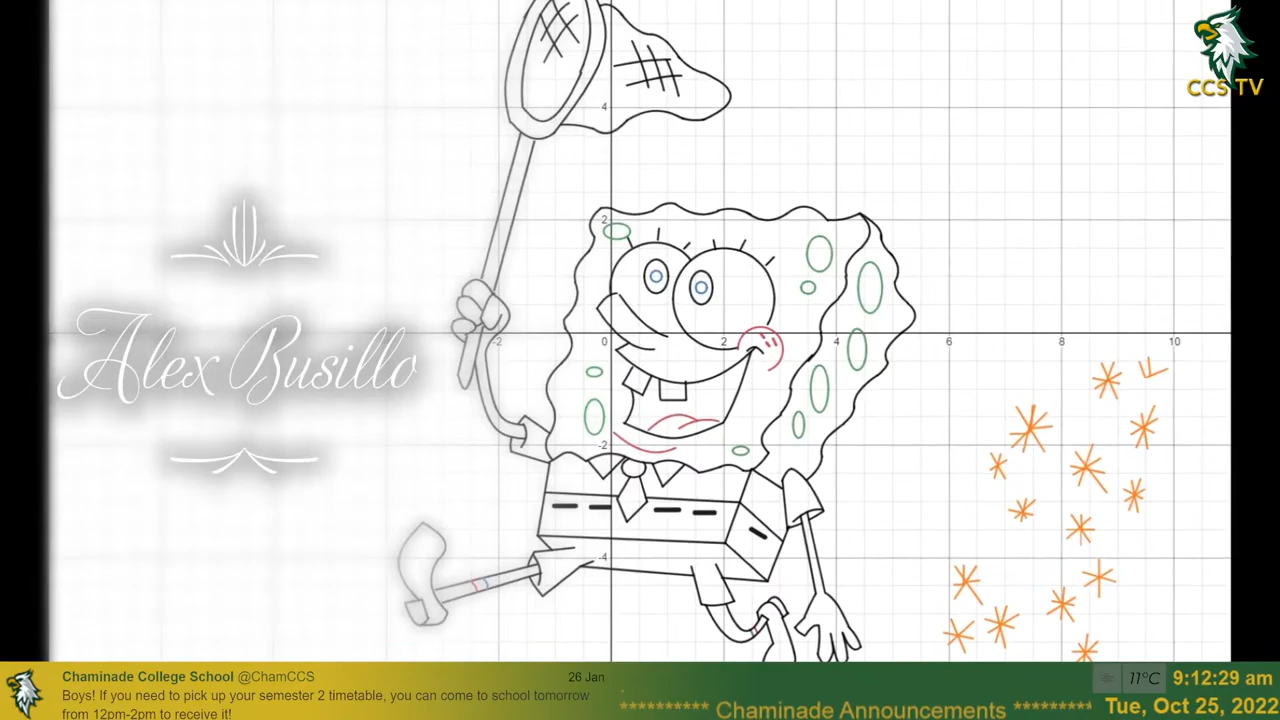 CCS TV
4
2
-2
0
2
4
6
8
10
-2
-4
Alex Busillo
Chaminade College School @ChamCCS
26 Jan
Boys! If you need to pick up your semester 2 timetable, you can come to school tomorrow
from 12pm-2pm to receive it!
********** Chaminade Announcements *********
11°C
9:12:29 am
Tue, Oct 25, 2022